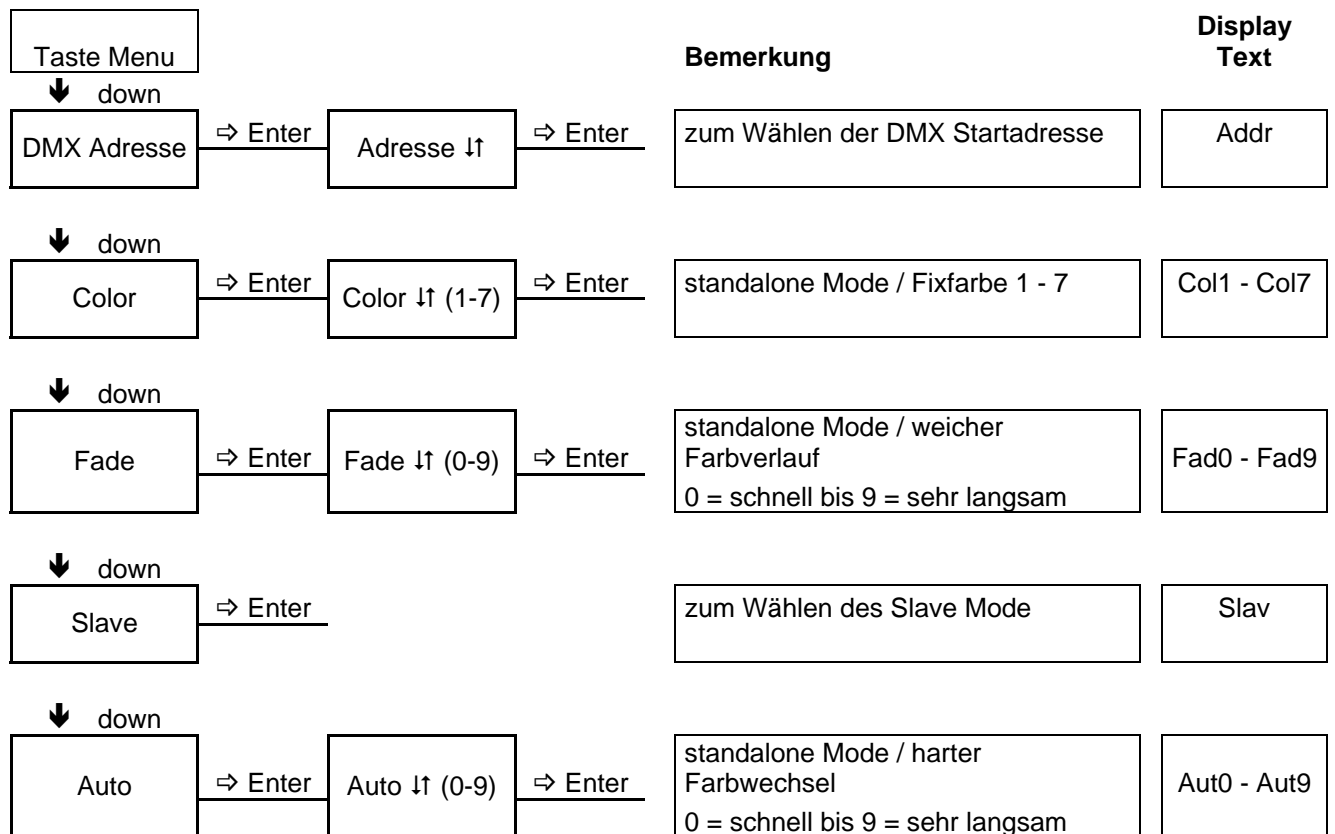 Display
Taste Menu Bemerkung Text
🡻 down
DMX Adresse ⇨ Enter Adresse ↓↑ ⇨ Enter zum Wählen der DMX Startadresse Addr
🡻 down
Color ⇨ Enter Color ↓↑ (1-7) ⇨ Enter standalone Mode / Fixfarbe 1 - 7 Col1 - Col7
🡻 down
Fade ⇨ Enter Fade ↓↑ (0-9) ⇨ Enter standalone Mode / weicher
Farbverlauf Fad0 - Fad9
0 = schnell bis 9 = sehr langsam
🡻 down
Slave ⇨ Enter zum Wählen des Slave Mode Slav
🡻 down
Auto ⇨ Enter Auto ↓↑ (0-9) ⇨ Enter standalone Mode / harter
Farbwechsel Aut0 - Aut9
0 = schnell bis 9 = sehr langsam